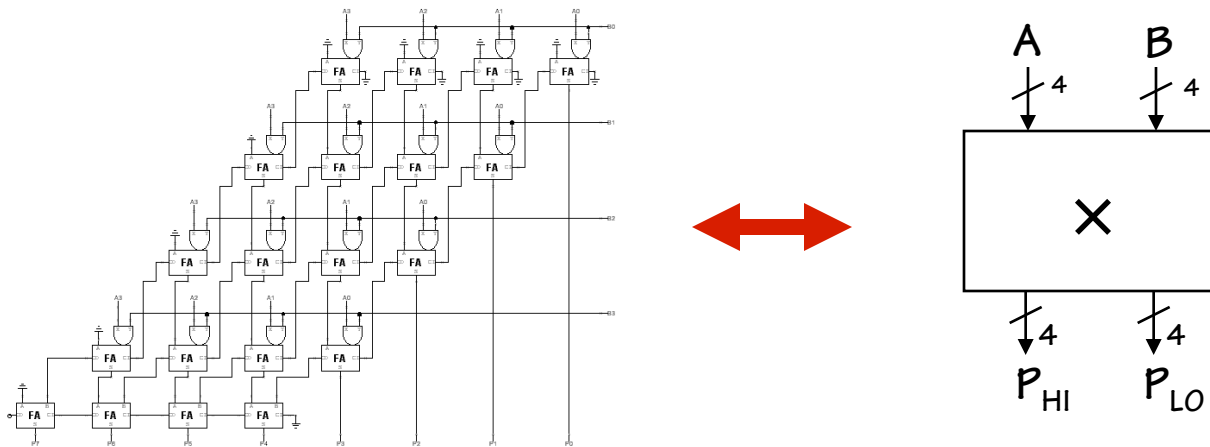 A3 A2 A1 A0
B0
FA FA FA FA
A3 A2 A1 A0
B1
FA FA FA FA
A3 A2 A1 A0
B2
FA FA FA FA
A3 A2 A1 A0
B3
FA FA FA FA
FA FA FA FA
P7 P6 P5 P4 P3 P2 P1 P0
A B
4 4
×
4 4
P HI P LO